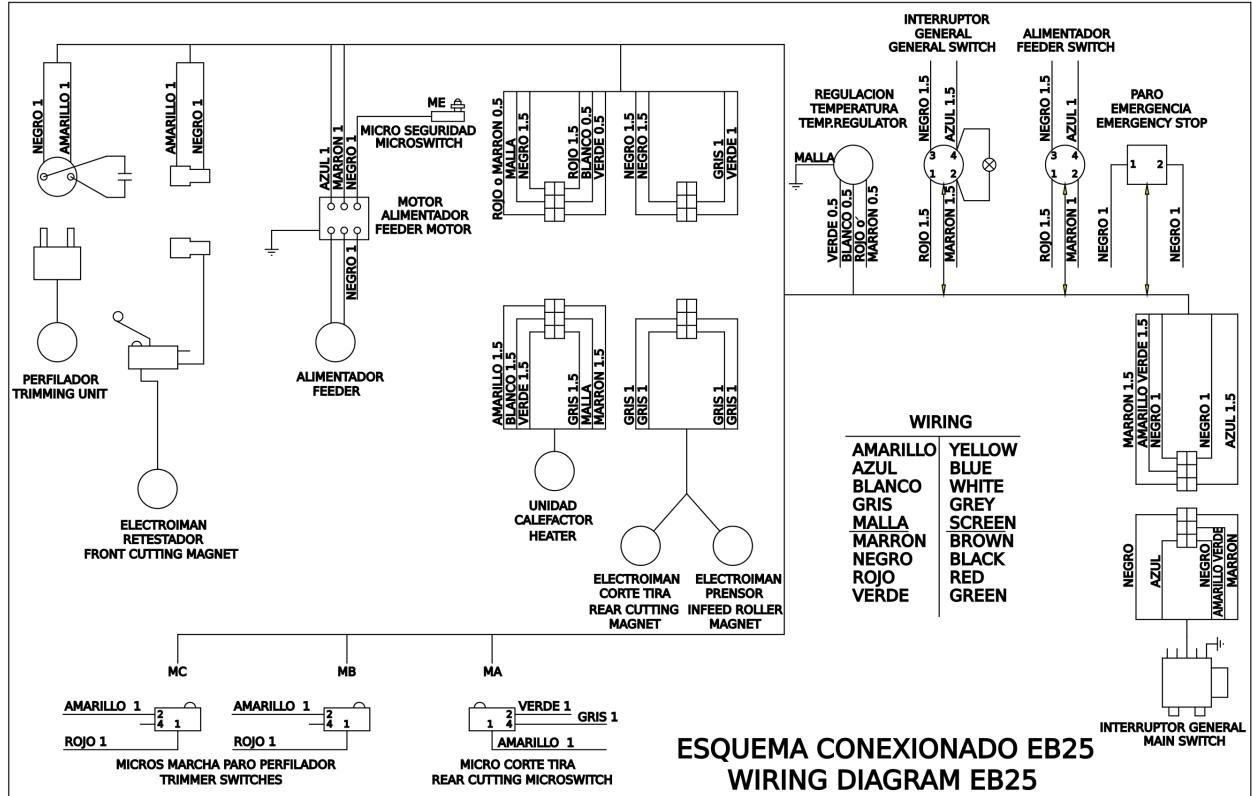 INTERRUPTOR
GENERAL
GENERAL SWITCH
ALIMENTADOR
FEEDER SWITCH
REGULACION
TEMPERATURA
TEMP.REGULATOR
PARO
EMERGENCIA
EMERGENCY STOP
NEGRO 1
AMARILLO 1
AMARILLO 1
NEGRO 1
AZUL 1
MARRON 1
NEGRO 1
ME
MICRO SEGURIDAD
MICROSWITCH
MOTOR
ALIMENTADOR
FEEDER MOTOR
NEGRO 1
ROJO o MARRON 0.5
MALLA
NEGRO 1.5
ROJO 1.5
BLANCO 0.5
VERDE 0.5
NEGRO 1.5
NEGRO 1.5
GRIS 1
VERDE 1
MALLA
VERDE 0.5
BLANCO 0.5
ROJO o´
MARRON 0.5
NEGRO 1.5
AZUL 1.5
3 4
1 2
ROJO 1.5
MARRON 1.5
NEGRO 1.5
AZUL 1
3 4
1 2
ROJO 1.5
MARRON 1
1 2
NEGRO 1
NEGRO 1
PERFILADOR
TRIMMING UNIT
ALIMENTADOR
FEEDER
ELECTROIMAN
RETESTADOR
FRONT CUTTING MAGNET
AMARILLO 1.5
BLANCO 1.5
VERDE 1.5
GRIS 1.5
MALLA
MARRON 1.5
GRIS 1
GRIS 1
GRIS 1
GRIS 1
UNIDAD
CALEFACTOR
HEATER
ELECTROIMAN
CORTE TIRA
REAR CUTTING
MAGNET
ELECTROIMAN
PRENSOR
INFEED ROLLER
MAGNET
WIRING
AMARILLO YELLOW
AZUL BLUE
BLANCO WHITE
GRIS GREY
MALLA SCREEN
MARRON BROWN
NEGRO BLACK
ROJO RED
VERDE GREEN
MARRON 1.5
AMARILLO VERDE 1.5
NEGRO 1
NEGRO 1
AZUL 1.5
NEGRO
AZUL
NEGRO
AMARILLO VERDE
MARRON
INTERRUPTOR GENERAL
MAIN SWITCH
MC
MB
MA
AMARILLO 1
2
4 1
ROJO 1
AMARILLO 1
2
4 1
ROJO 1
MICROS MARCHA PARO PERFILADOR
TRIMMER SWITCHES
VERDE 1
2
1 4
GRIS 1
AMARILLO 1
MICRO CORTE TIRA
REAR CUTTING MICROSWITCH
ESQUEMA CONEXIONADO EB25
WIRING DIAGRAM EB25